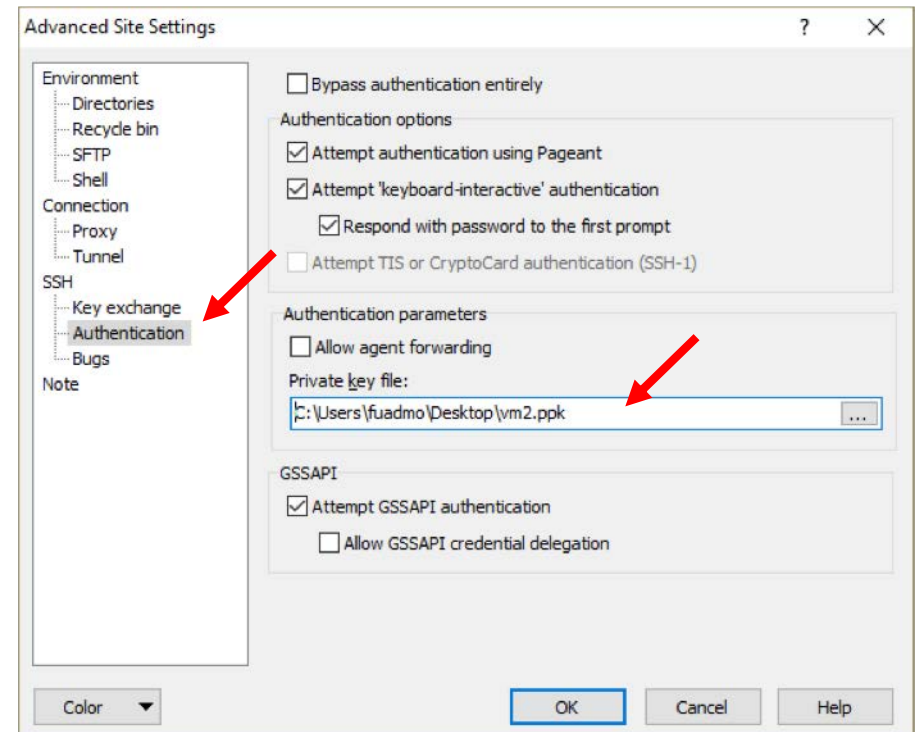 Advanced Site Settings
?
Environment
Directories
Recycle bin
SFTP
Shell
Connection
Proxy
Tunnel
SSH
Key exchange
Authentication
Bugs
Note
Bypass authentication entirely
Authentication options
Attempt authentication using Pageant
Attempt 'keyboard-interactive' authentication
Respond with password to the first prompt
Attempt TIS or CryptoCard authentication (SSH-1)
Authentication parameters
Allow agent forwarding
Private key file:
C:\Users\fuadmo\Desktop\vm2.ppk
...
GSSAPI
Attempt GSSAPI authentication
Allow GSSAPI credential delegation
Color
OK
Cancel
Help